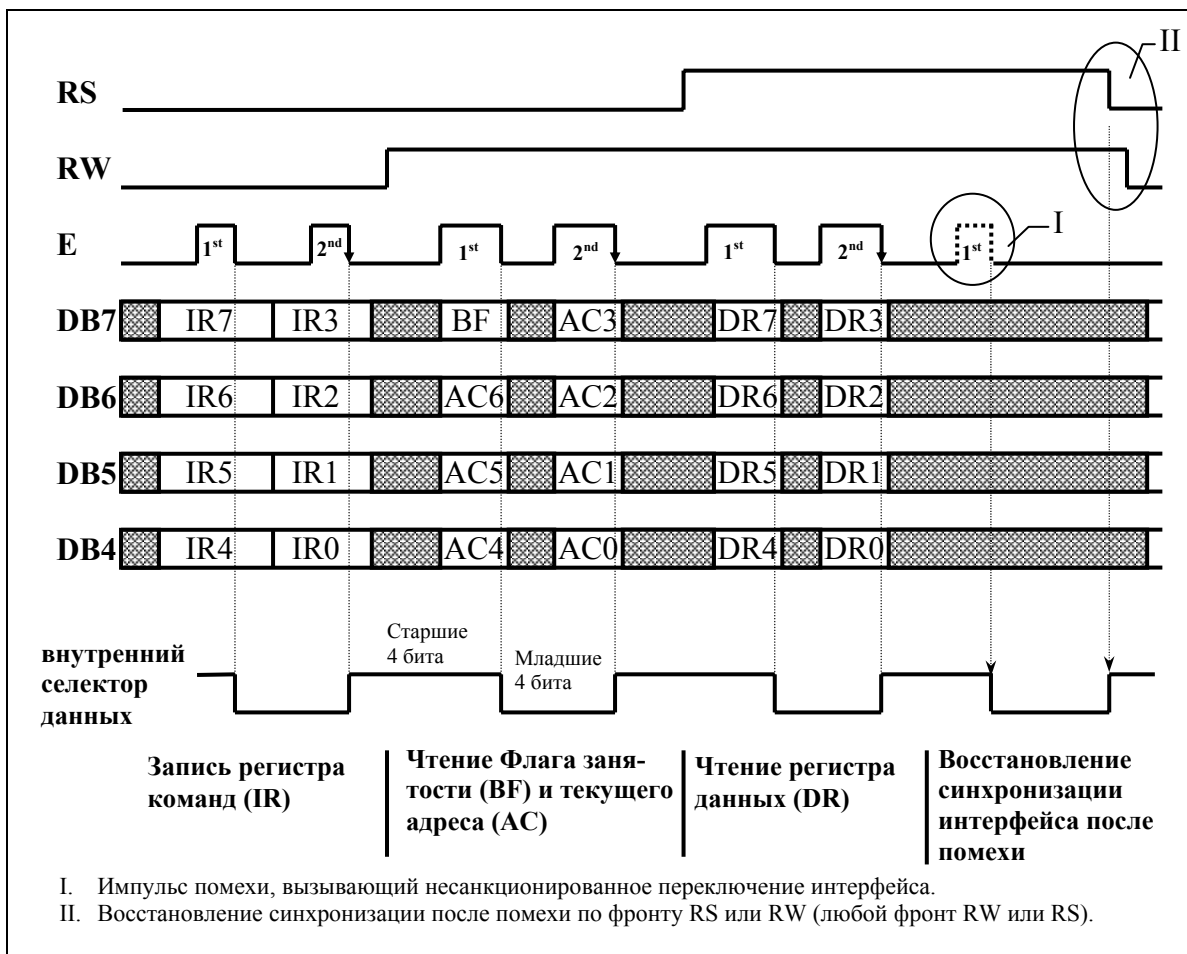 II
RS
RW
E
1st
2nd
1st
2nd
1st
2nd
1st
I
DB7
IR7
IR3
BF
AC3
DR7
DR3
DB6
IR6
IR2
AC6
AC2
DR6
DR2
DB5
IR5
IR1
AC5
AC1
DR5
DR1
DB4
IR4
IR0
AC4
AC0
DR4
DR0
внутренний
селектор
данных
Старшие
4 бита
Младшие
4 бита
Запись регистра
команд (IR)
Чтение Флага заня-
тости (BF) и текущего
адреса (AC)
Чтение регистра
данных (DR)
Восстановление
синхронизации
интерфейса после
помехи
I. Импульс помехи, вызывающий несанкционированное переключение интерфейса.
II. Восстановление синхронизации после помехи по фронту RS или RW (любой фронт RW или RS).